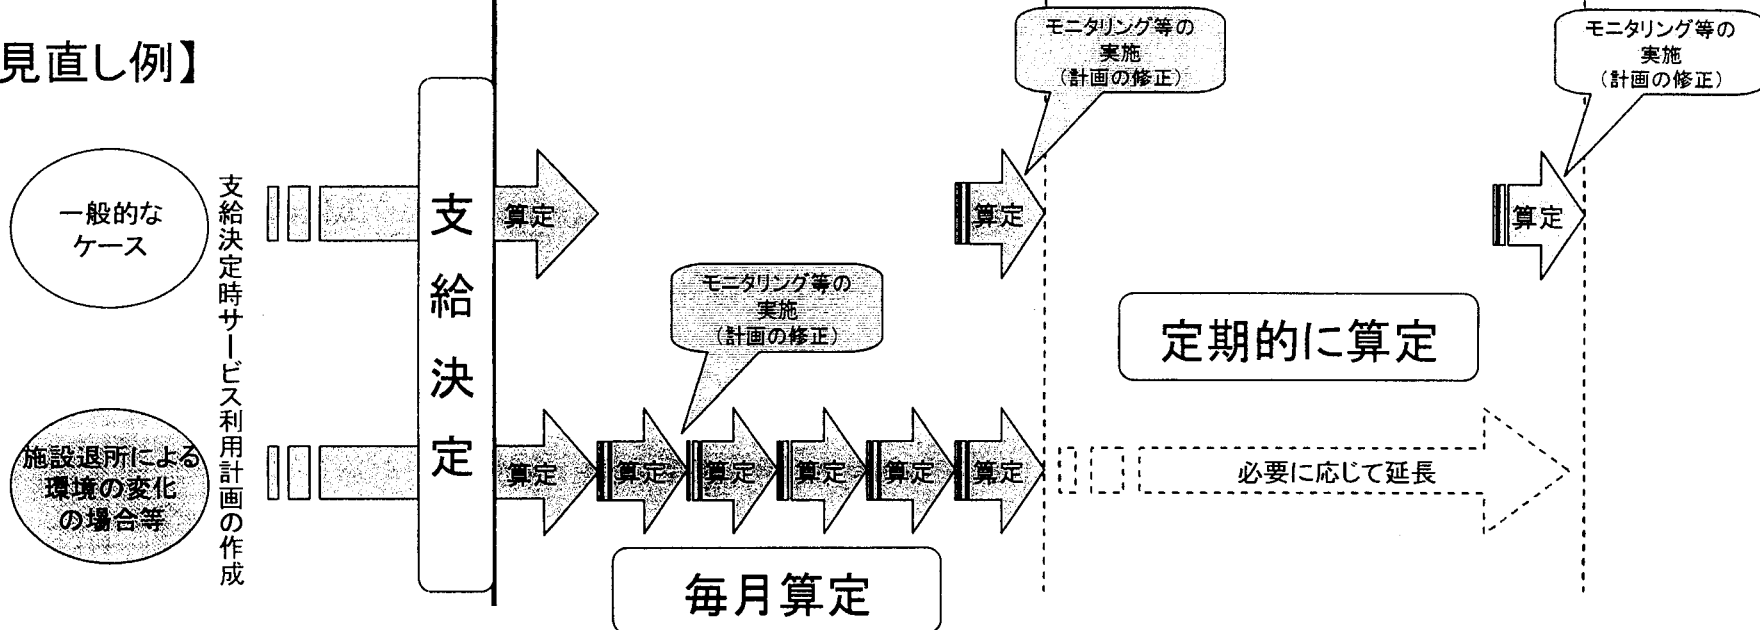 見直し例】
モニタリング等の
実施
（計画の修正）
モニタリング等の
実施
（計画の修正）
一般的な
ケース
支給決定時サービス利用計画の作成
支給決定
算定
算定
算定
モニタリング等の
実施
（計画の修正）
定期的に算定
施設退所による
環境の変化
の場合等
算定
算定
算定
算定
算定
算定
必要に応じて延長
毎月算定